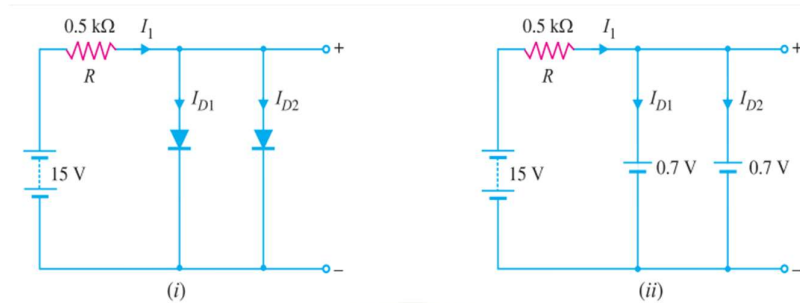 0.5 kΩ I1 +
R
ID1 ID2
15 V
–
(i)
0.5 kΩ I1 +
R
ID1 ID2
15 V 0.7 V 0.7 V
–
(ii)